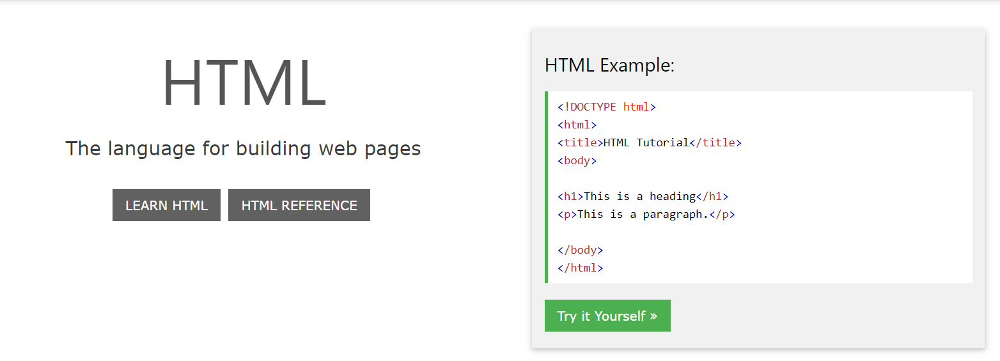 HTML
The language for building web pages
LEARN HTML HTML REFERENCE
HTML Example:
<!DOCTYPE html>
<html>
<title>HTML Tutorial</title>
<body>
<h1>This is a heading</h1>
<p>This is a paragraph.</p>
</body>
</html>
Try it Yourself »